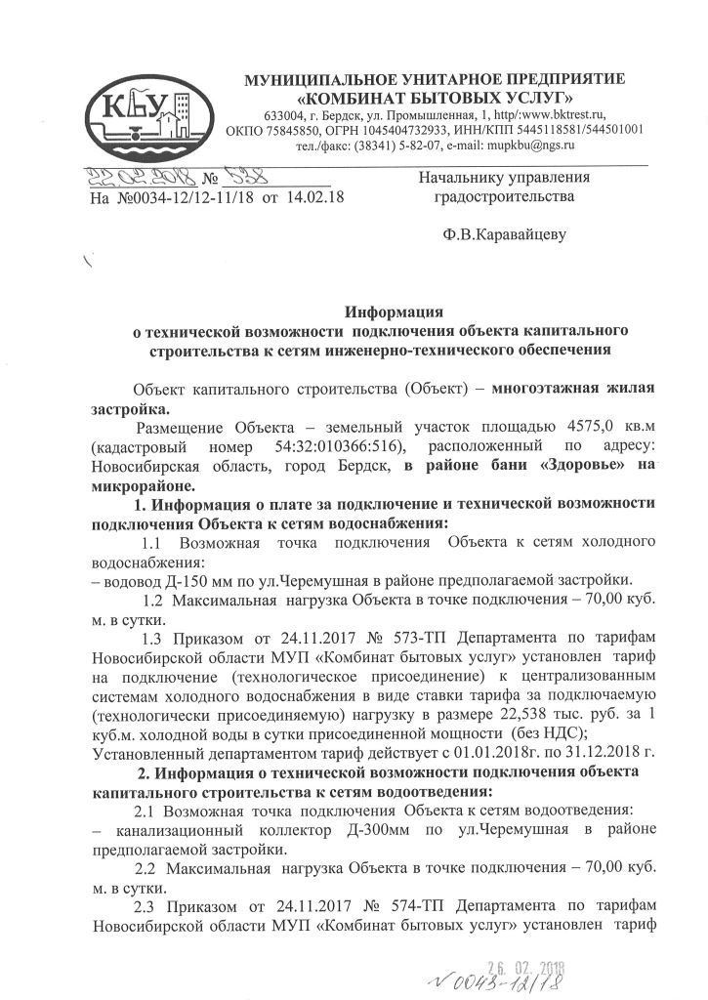 КБУ
МУНИЦИПАЛЬНОЕ УНИТАРНОЕ ПРЕДПРИЯТИЕ
«КОМБИНАТ БЫТОВЫХ УСЛУГ»
633004, г. Бердск, ул. Промышленная, 1, http/:www.bktrest.ru,
ОКПО 75845850, ОГРН 1045404732933, ИНН/КПП 5445118581/544501001
тел./факс: (38341) 5-82-07, e-mail: mupkbu@ngs.ru
22.02.2018 № 538
На №0034-12/12-11/18 от 14.02.18
Начальнику управления
градостроительства
Ф.В.Каравайцеву
Информация
о технической возможности подключения объекта капитального
строительства к сетям инженерно-технического обеспечения
Объект капитального строительства (Объект) – многоэтажная жилая
застройка.
Размещение Объекта – земельный участок площадью 4575,0 кв.м
(кадастровый номер 54:32:010366:516), расположенный по адресу:
Новосибирская область, город Бердск, в районе бани «Здоровье» на
микрорайоне.
1. Информация о плате за подключение и технической возможности
подключения Объекта к сетям водоснабжения:
1.1 Возможная точка подключения Объекта к сетям холодного
водоснабжения:
– водовод Д-150 мм по ул.Черемушная в районе предполагаемой застройки.
1.2 Максимальная нагрузка Объекта в точке подключения – 70,00 куб.
м. в сутки.
1.3 Приказом от 24.11.2017 № 573-ТП Департамента по тарифам
Новосибирской области МУП «Комбинат бытовых услуг» установлен тариф
на подключение (технологическое присоединение) к централизованным
системам холодного водоснабжения в виде ставки тарифа за подключаемую
(технологически присоединяемую) нагрузку в размере 22,538 тыс. руб. за 1
куб.м. холодной воды в сутки присоединенной мощности (без НДС);
Установленный департаментом тариф действует с 01.01.2018г. по 31.12.2018 г.
2. Информация о технической возможности подключения объекта
капитального строительства к сетям водоотведения:
2.1 Возможная точка подключения Объекта к сетям водоотведения:
– канализационный коллектор Д-300мм по ул.Черемушная в районе
предполагаемой застройки.
2.2 Максимальная нагрузка Объекта в точке подключения – 70,00 куб.
м. в сутки.
2.3 Приказом от 24.11.2017 № 574-ТП Департамента по тарифам
Новосибирской области МУП «Комбинат бытовых услуг» установлен тариф
26. 02. 2018
№ 0043-12/18